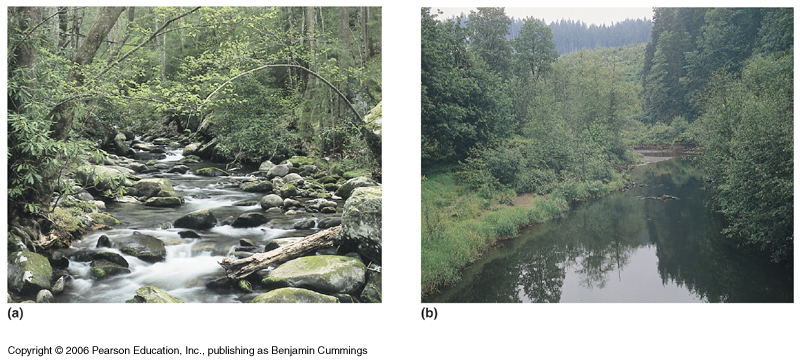 (a)
(b)
Copyright © 2006 Pearson Education, Inc., publishing as Benjamin Cummings